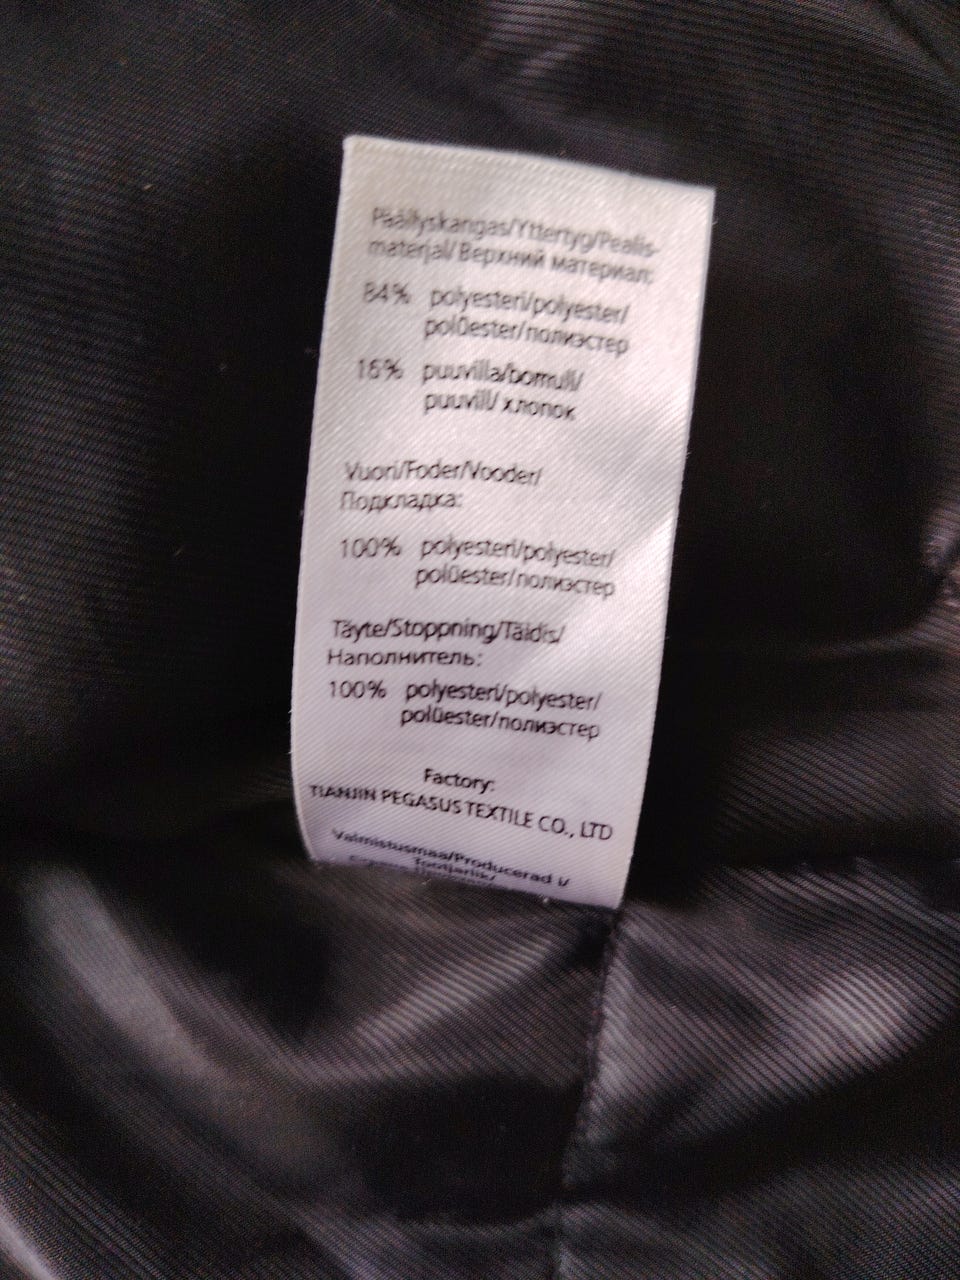 Päällyskangas/Yttertyg/Pealis-
materjal/ Верхний материал:
84% polyesteri/polyester/
polüester/полиэстер
16% puuvilla/bomull/
puuvill/ хлопок
Vuori/Foder/Vooder/
Подкладка:
100% polyesteri/polyester/
polüester/полиэстер
Täyte/Stoppning/Täidis/
Наполнитель:
100% polyesteri/polyester/
polüester/полиэстер
Factory:
TIANJIN PEGASUS TEXTILE CO., LTD
Valmistusmaa/Producerad i/
Tootjariik/